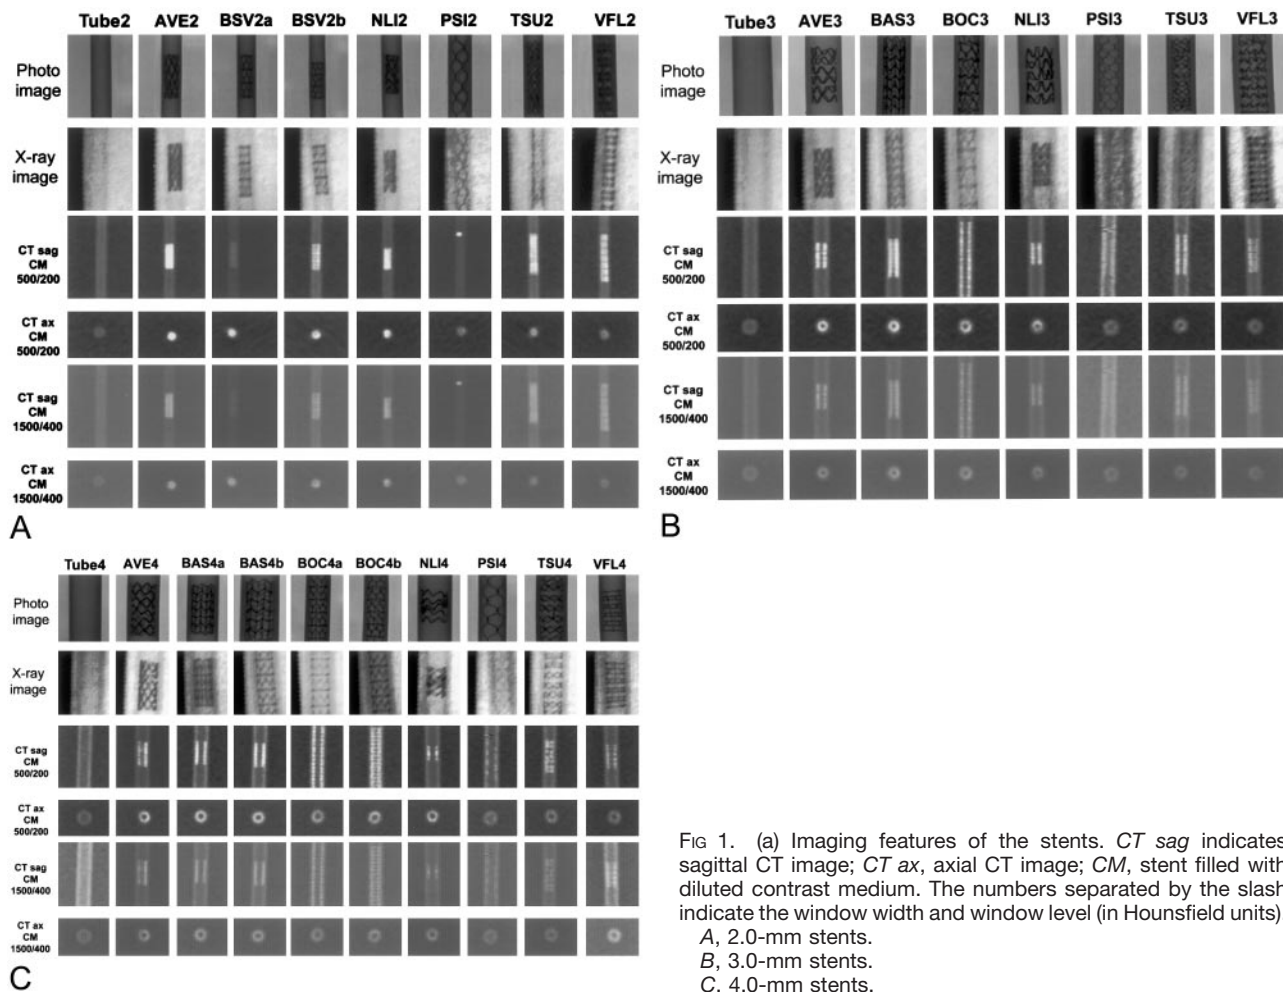 Tube2 AVE2 BSV2a BSV2b NLI2 PSI2 TSU2 VFL2
Photo
image
X-ray
image
CT sag
CM
500/200
CT ax
CM
500/200
CT sag
CM
1500/400
CT ax
CM
1500/400
A
Tube3 AVE3 BAS3 BOC3 NLI3 PSI3 TSU3 VFL3
Photo
image
X-ray
image
CT sag
CM
500/200
CT ax
CM
500/200
CT sag
CM
1500/400
CT ax
CM
1500/400
B
Tube4 AVE4 BAS4a BAS4b BOC4a BOC4b NLI4 PSI4 TSU4 VFL4
Photo
image
X-ray
image
CT sag
CM
500/200
CT ax
CM
500/200
CT sag
CM
1500/400
CT ax
CM
1500/400
C
FIG 1. (a) Imaging features of the stents. CT sag indicates
sagittal CT image; CT ax, axial CT image; CM, stent filled with
diluted contrast medium. The numbers separated by the slash
indicate the window width and window level (in Hounsfield units)
A, 2.0-mm stents.
B, 3.0-mm stents.
C, 4.0-mm stents.